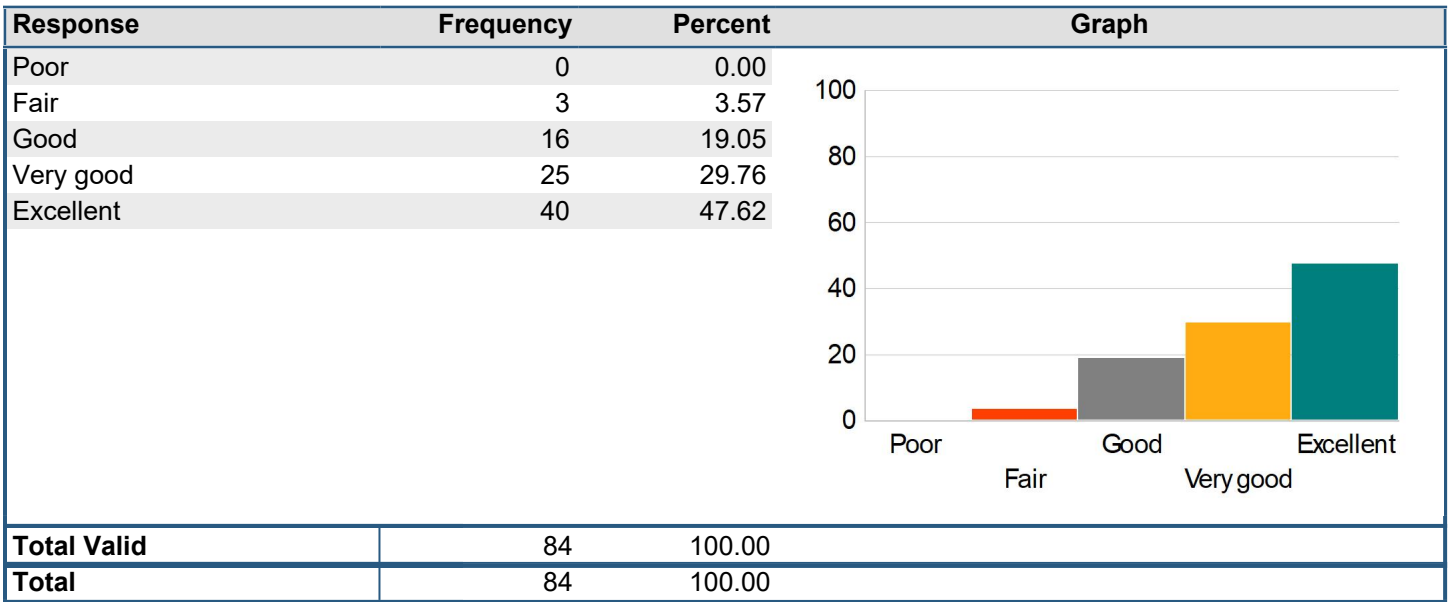 Response Frequency Percent Graph
Poor 0 0.00
Fair 3 3.57
Good 16 19.05
Very good 25 29.76
Excellent 40 47.62
100
80
60
40
20
0
Poor Good Excellent
Fair Very good
Total Valid 84 100.00
Total 84 100.00